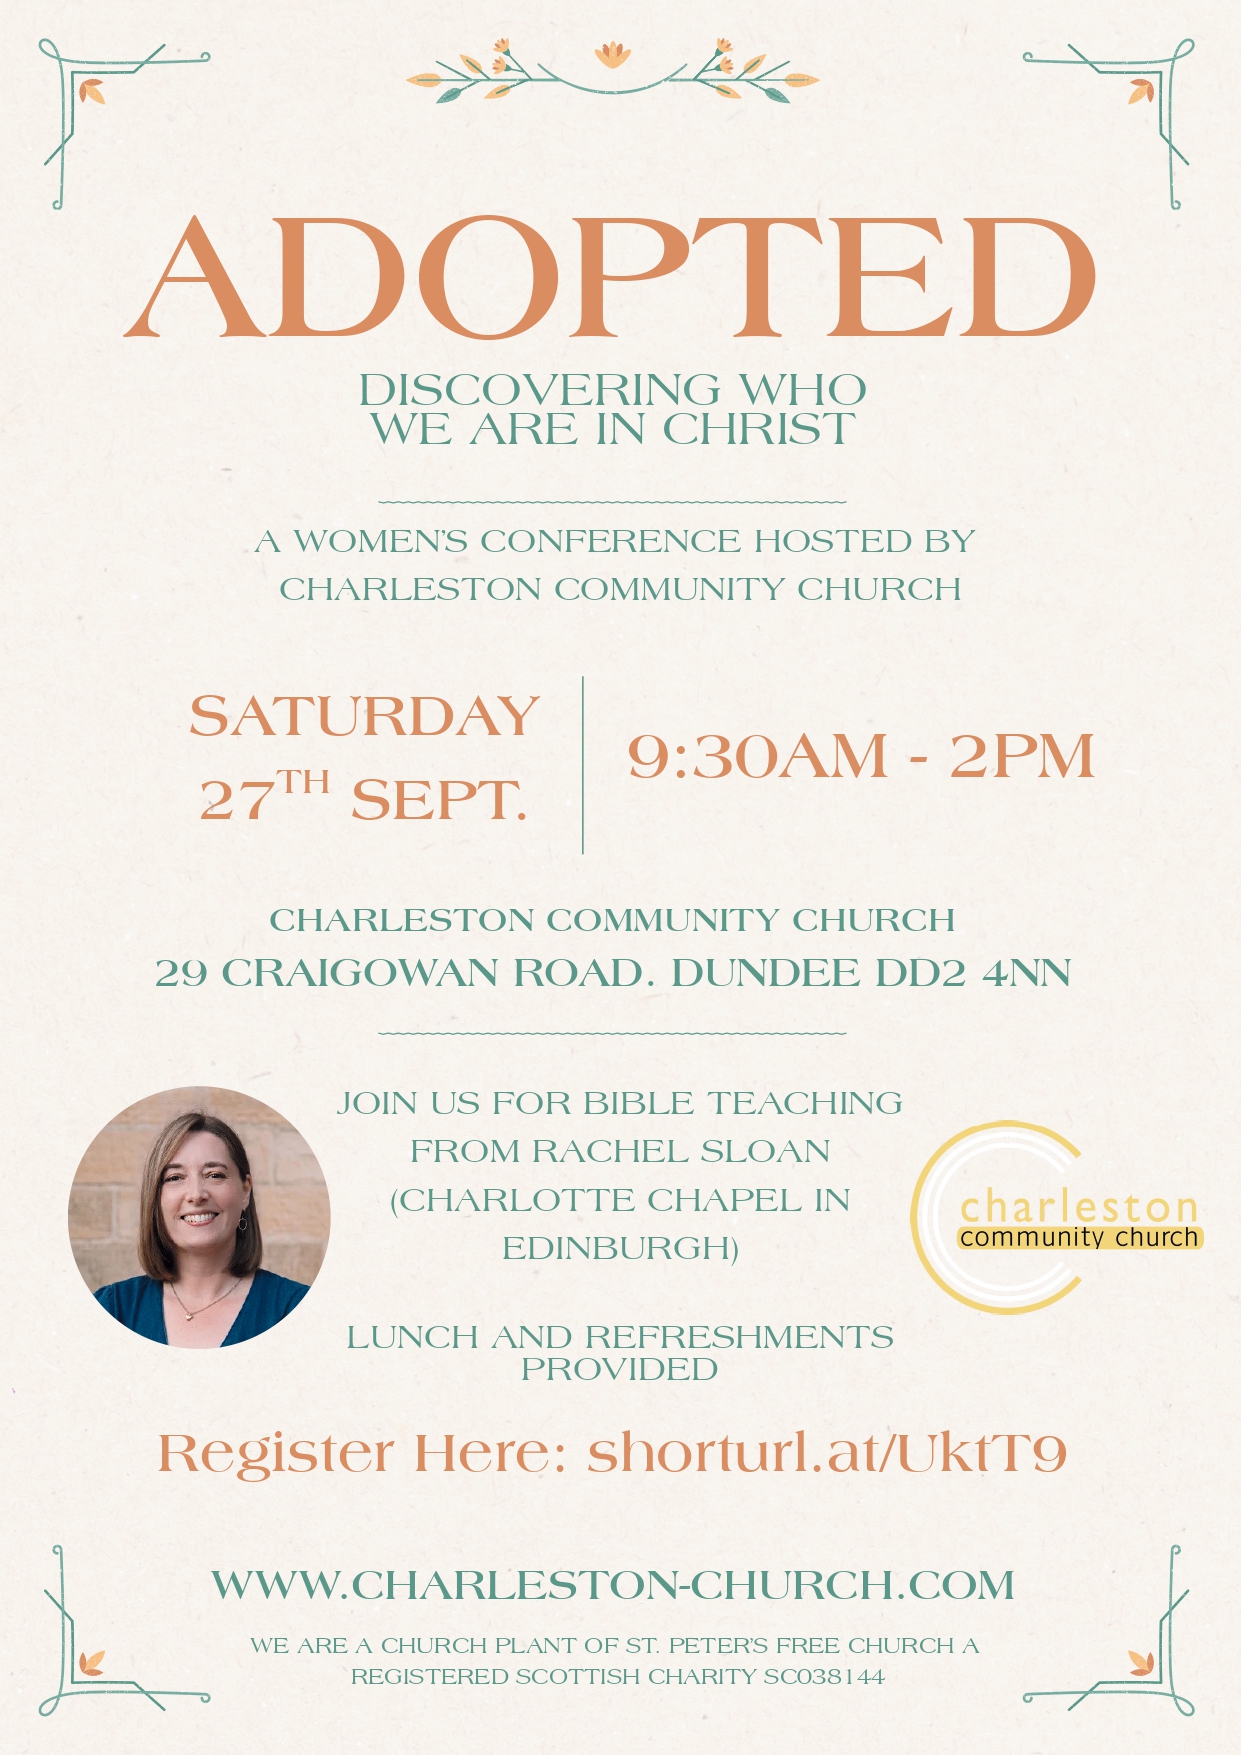 ADOPTED
DISCOVERING WHO
WE ARE IN CHRIST
A WOMEN'S CONFERENCE HOSTED BY
CHARLESTON COMMUNITY CHURCH
SATURDAY
27TH SEPT.
9:30AM - 2PM
CHARLESTON COMMUNITY CHURCH
29 CRAIGOWAN ROAD. DUNDEE DD2 4NN
JOIN US FOR BIBLE TEACHING
FROM RACHEL SLOAN
(CHARLOTTE CHAPEL IN
EDINBURGH)
charleston
community church
LUNCH AND REFRESHMENTS
PROVIDED
Register Here: shorturl.at/UktT9
WWW.CHARLESTON-CHURCH.COM
WE ARE A CHURCH PLANT OF ST. PETER'S FREE CHURCH A
REGISTERED SCOTTISH CHARITY SC038144